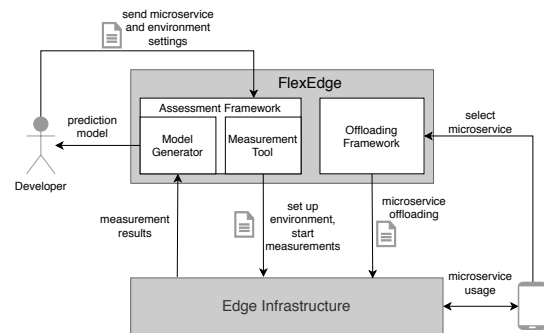 send microservice
and environment
settings
FlexEdge
Assessment Framework
Model
Generator
Measurement
Tool
Offloading
Framework
select
microservice
prediction
model
Developer
measurement
results
set up
environment,
start
measurements
microservice
offloading
Edge Infrastructure
microservice
usage